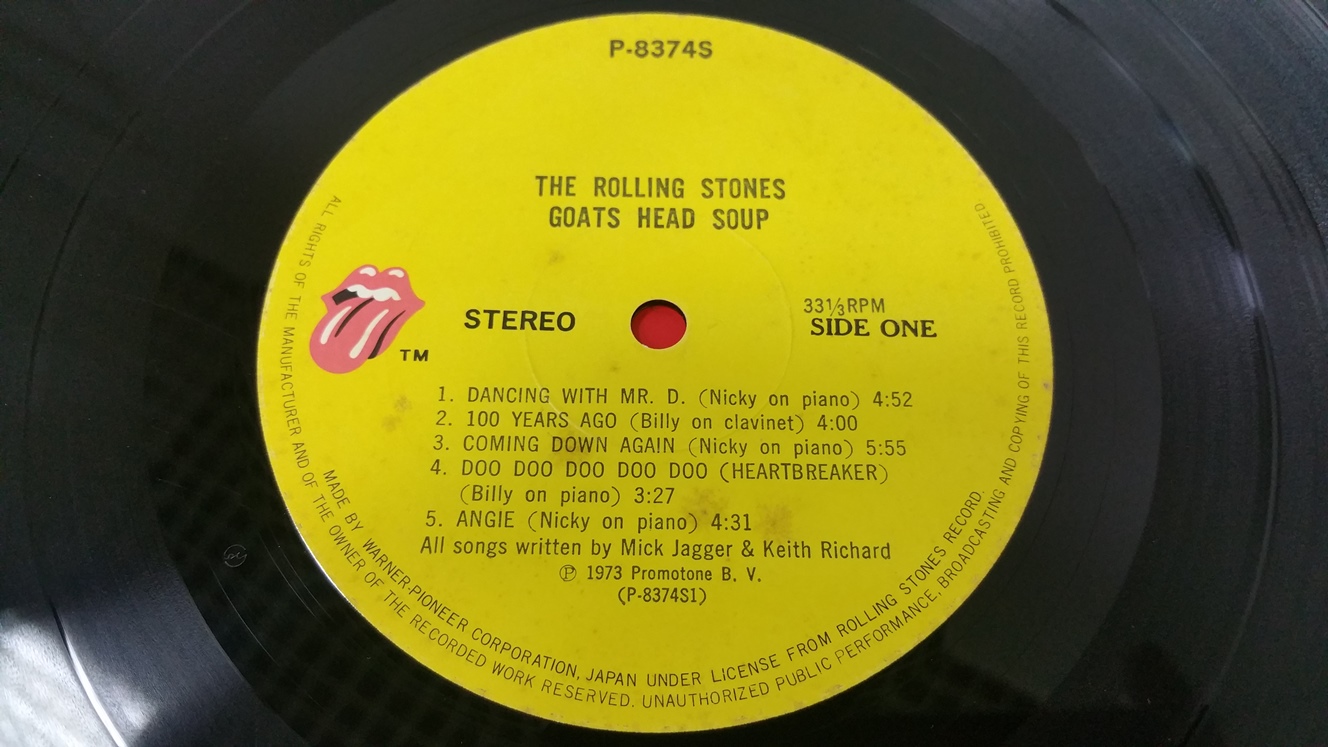 P-8374S
THE ROLLING STONES
GOATS HEAD SOUP
TM
STEREO
33⅓RPM
SIDE ONE
1. DANCING WITH MR. D. (Nicky on piano) 4:52
2. 100 YEARS AGO (Billy on clavinet) 4:00
3. COMING DOWN AGAIN (Nicky on piano) 5:55
4. DOO DOO DOO DOO DOO (HEARTBREAKER)
(Billy on piano) 3:27
5. ANGIE (Nicky on piano) 4:31
All songs written by Mick Jagger & Keith Richard
Ⓟ 1973 Promotone B. V.
(P-8374S1)
MADE BY WARNER-PIONEER CORPORATION, JAPAN UNDER LICENSE FROM ROLLING STONES RECORD.
ALL RIGHTS OF THE MANUFACTURER AND OF THE OWNER OF THE RECORDED WORK RESERVED. UNAUTHORIZED PUBLIC PERFORMANCE, BROADCASTING AND COPYING OF THIS RECORD PROHIBITED.